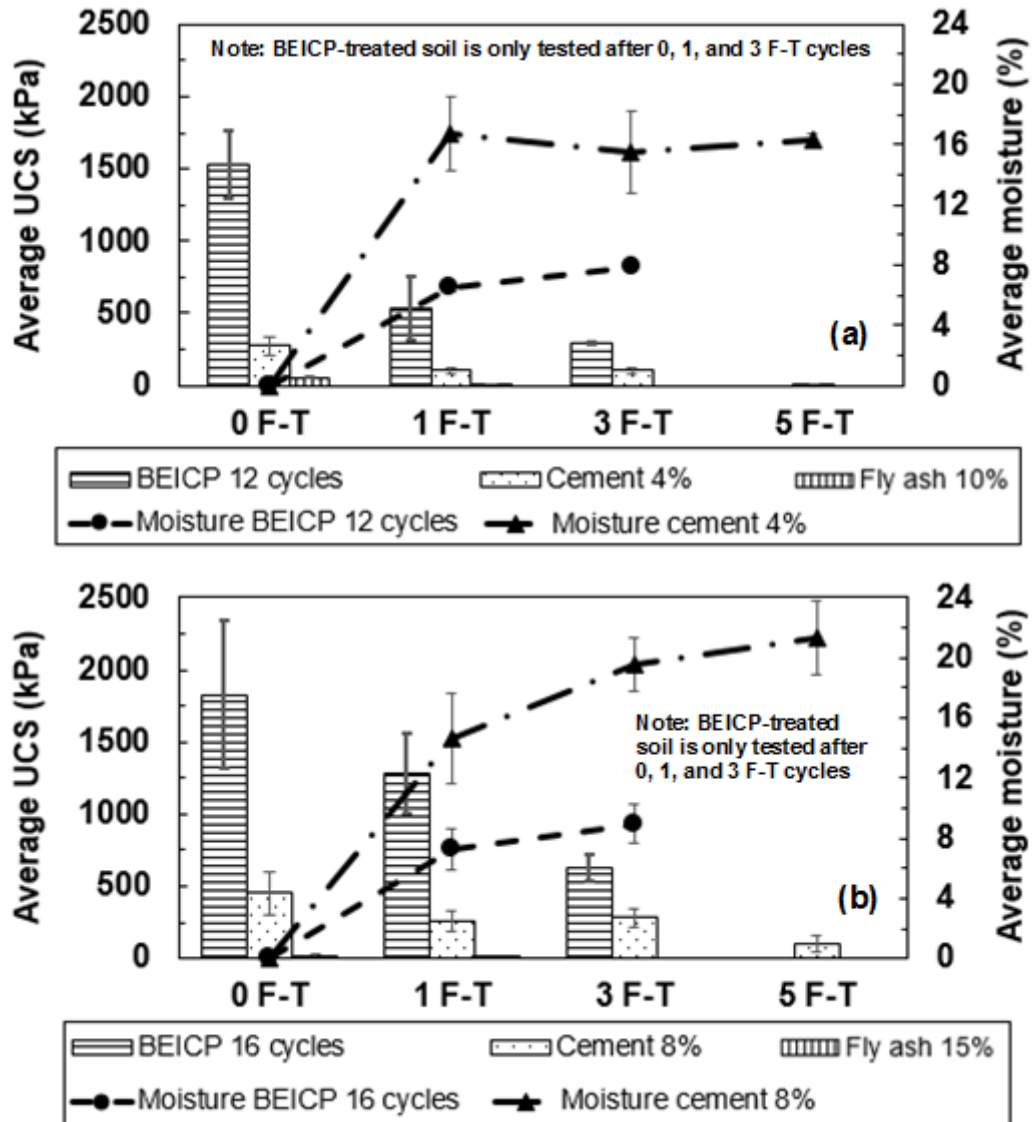 Average UCS (kPa)
2500
2000
1500
1000
500
0
Note: BEICP-treated soil is only tested after 0, 1, and 3 F-T cycles
(a)
24
20
16
12
8
4
0
Average moisture (%)
0 F-T 1 F-T 3 F-T 5 F-T
BEICP 12 cycles Cement 4% Fly ash 10%
Moisture BEICP 12 cycles Moisture cement 4%
Average UCS (kPa)
2500
2000
1500
1000
500
0
Note: BEICP-treated
soil is only tested after
0, 1, and 3 F-T cycles
(b)
24
20
16
12
8
4
0
Average moisture (%)
0 F-T 1 F-T 3 F-T 5 F-T
BEICP 16 cycles Cement 8% Fly ash 15%
Moisture BEICP 16 cycles Moisture cement 8%